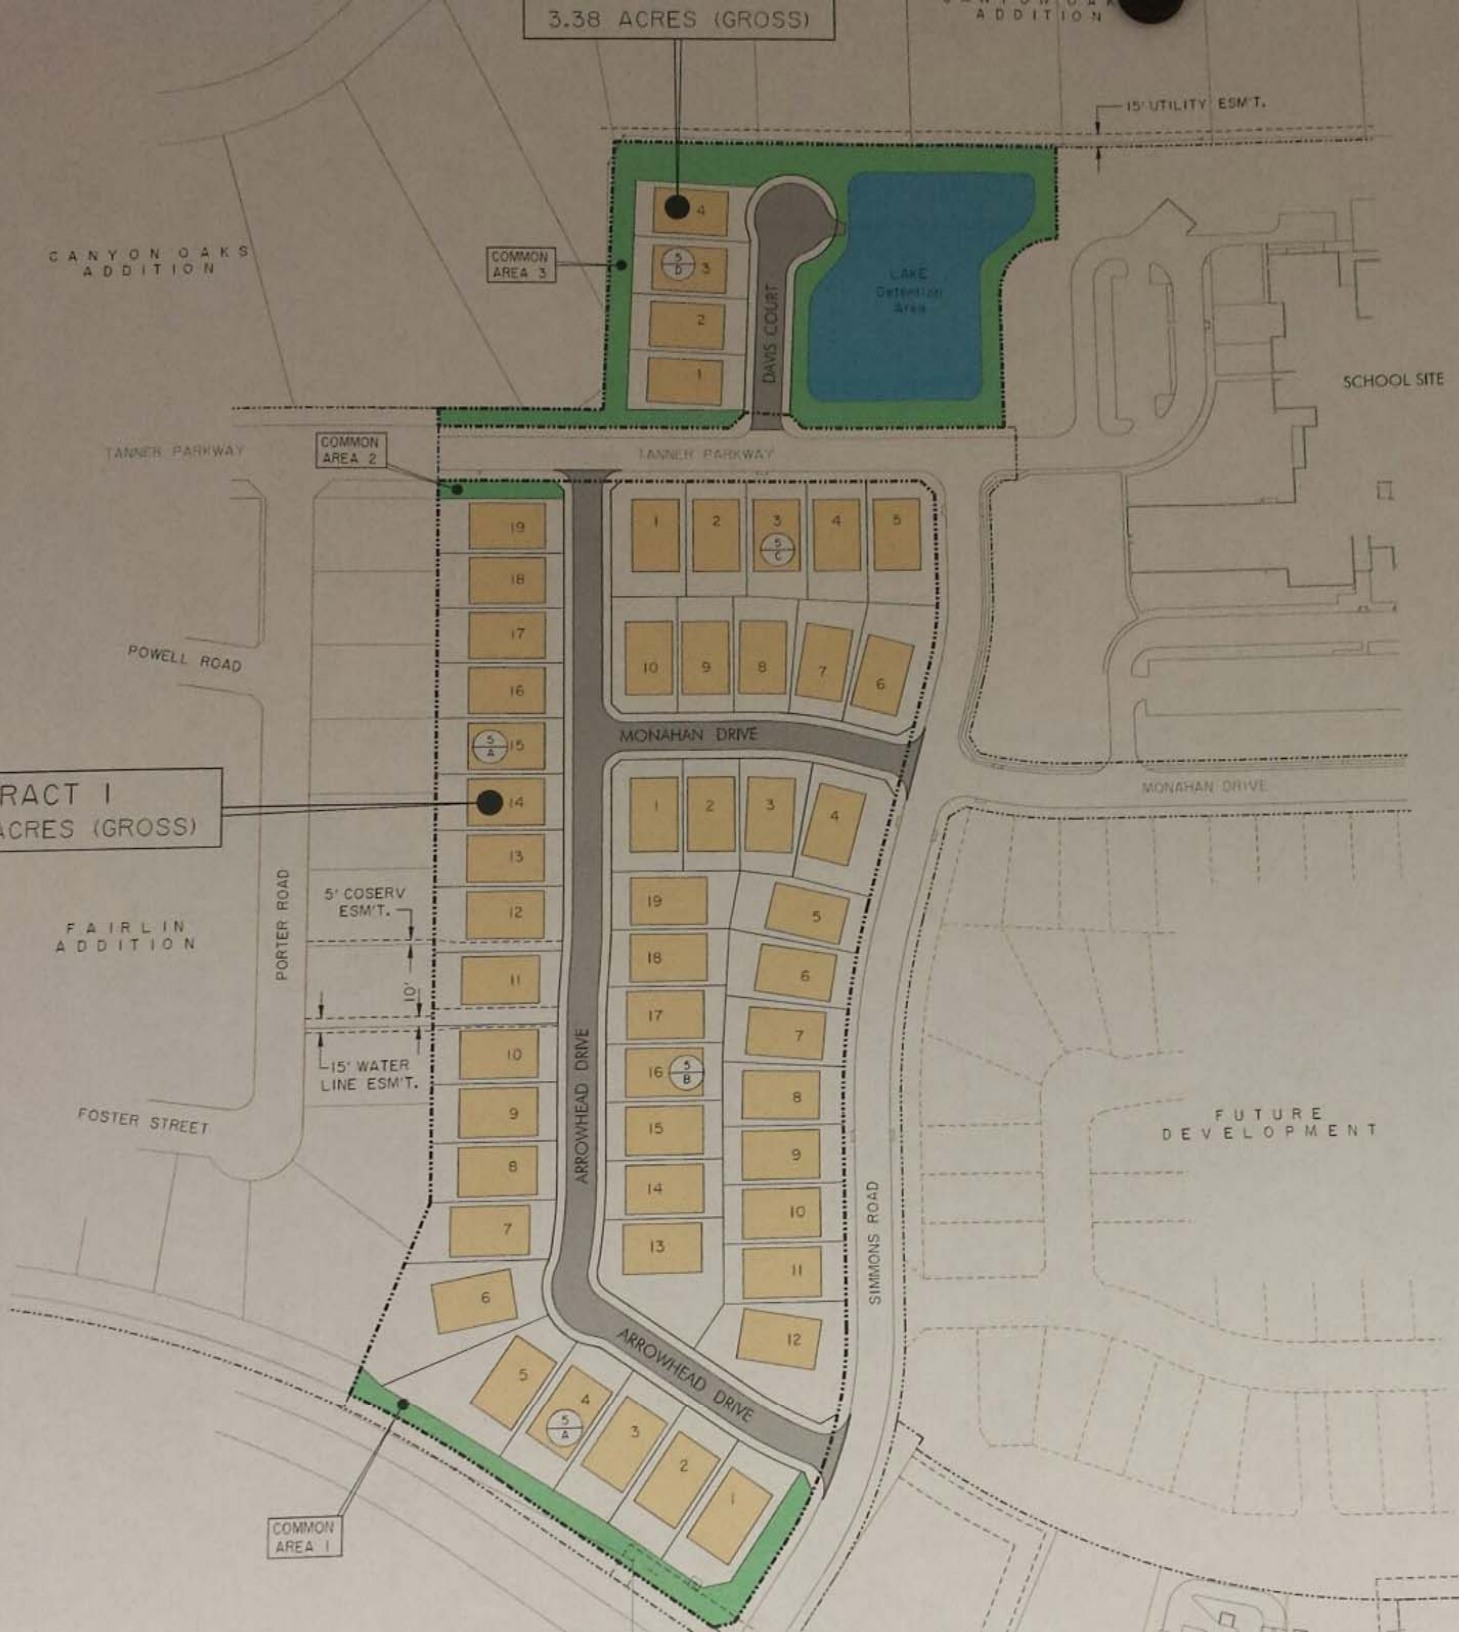 3.38 ACRES (GROSS)
ADDITION
15' UTILITY ESM'T.
CANYON OAKS
ADDITION
COMMON
AREA 3
4
5
D
3
2
1
DAVIS COURT
LAKE
Detention
Area
SCHOOL SITE
TANNER PARKWAY
COMMON
AREA 2
TANNER PARKWAY
19
18
17
16
5
A
15
14
13
12
11
10
9
8
7
6
5
4
5
A
3
2
1
1
2
3
5
C
4
5
10
9
8
7
6
POWELL ROAD
MONAHAN DRIVE
MONAHAN DRIVE
RACT 1
ACRES (GROSS)
1
2
3
4
19
18
17
16
5
B
15
14
13
5
6
7
8
9
10
11
12
PORTER ROAD
5' COSERV
ESM'T.
10'
FAIRLIN
ADDITION
15' WATER
LINE ESM'T.
FOSTER STREET
ARROWHEAD DRIVE
ARROWHEAD DRIVE
SIMMONS ROAD
FUTURE
DEVELOPMENT
COMMON
AREA 1